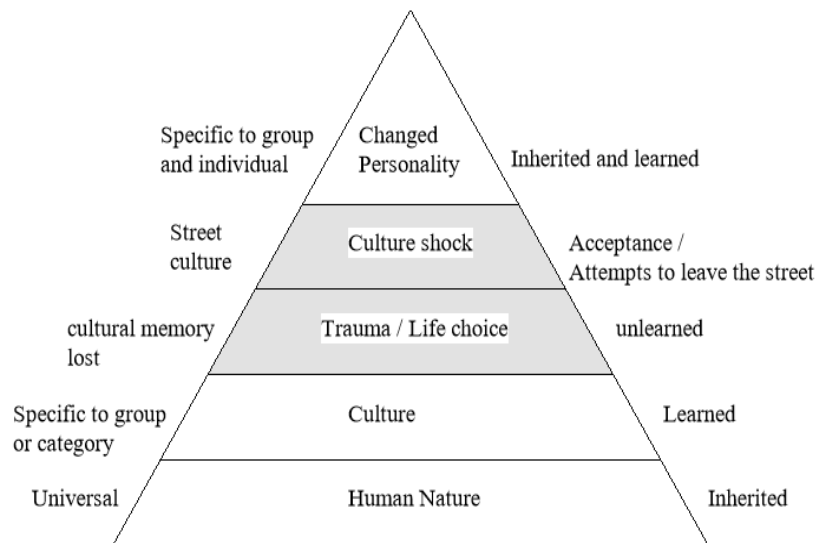 Specific to group
and individual
Changed
Personality
Inherited and learned
Street
culture
Culture shock
Acceptance /
Attempts to leave the street
cultural memory
lost
Trauma / Life choice
unlearned
Specific to group
or category
Culture
Learned
Universal
Human Nature
Inherited